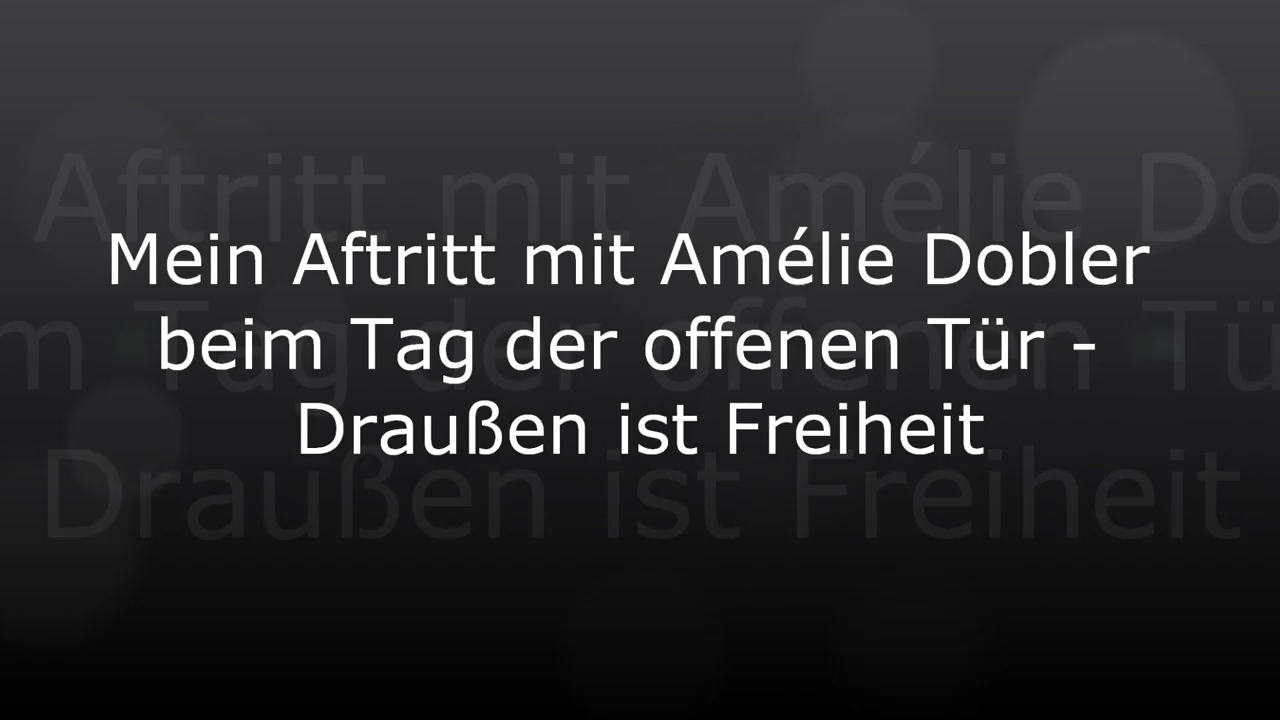 Mein Aftritt mit Amélie Dobler
beim Tag der offenen Tür -
Draußen ist Freiheit